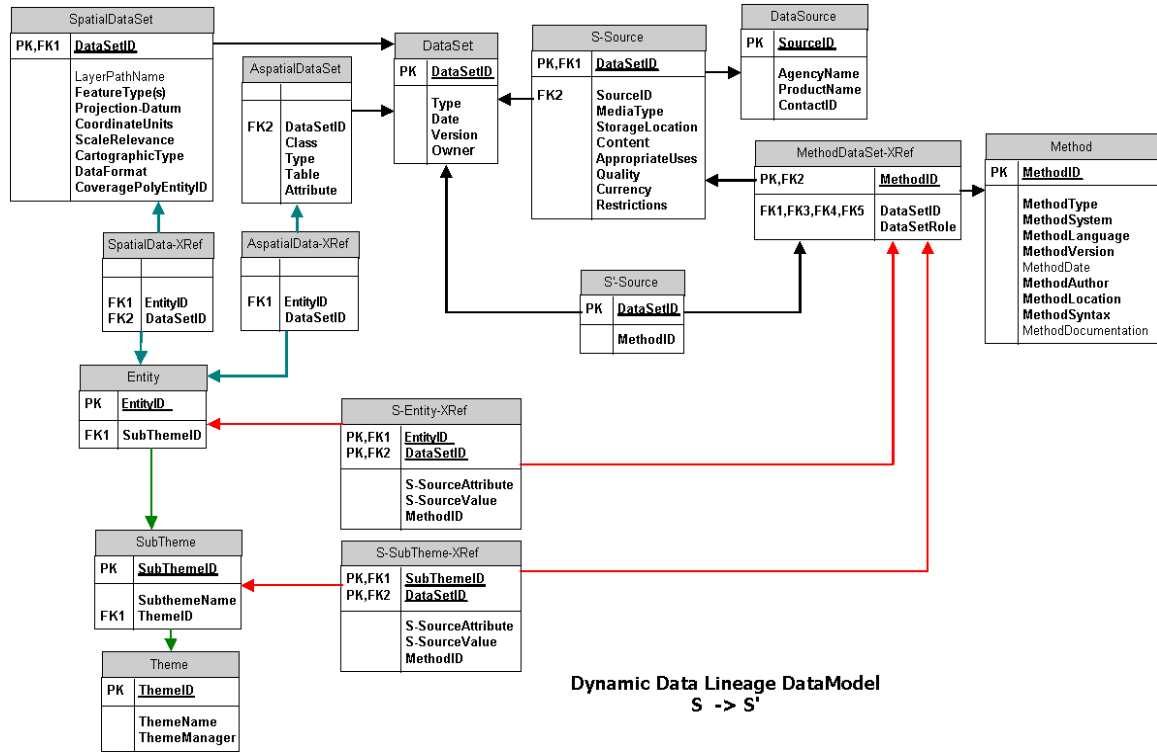 SpatialDataSet
PK,FK1 DataSetID
LayerPathName
FeatureType(s)
Projection-Datum
CoordinateUnits
ScaleRelevance
CartographicType
DataFormat
CoveragePolyEntityID
AspatialDataSet
FK2 DataSetID
Class
Type
Table
Attribute
DataSet
PK DataSetID
Type
Date
Version
Owner
S-Source
PK,FK1 DataSetID
FK2 SourceID
MediaType
StorageLocation
Content
AppropriateUses
Quality
Currency
Restrictions
DataSource
PK SourceID
AgencyName
ProductName
ContactID
MethodDataSet-XRef
PK,FK2 MethodID
FK1,FK3,FK4,FK5 DataSetID
DataSetRole
Method
PK MethodID
MethodType
MethodSystem
MethodLanguage
MethodVersion
MethodDate
MethodAuthor
MethodLocation
MethodSyntax
MethodDocumentation
SpatialData-XRef
FK1 EntityID
FK2 DataSetID
AspatialData-XRef
FK1 EntityID
DataSetID
S'-Source
PK DataSetID
MethodID
Entity
PK EntityID
FK1 SubThemeID
S-Entity-XRef
PK,FK1 EntityID
PK,FK2 DataSetID
S-SourceAttribute
S-SourceValue
MethodID
SubTheme
PK SubThemeID
SubthemeName
FK1 ThemeID
S-SubTheme-XRef
PK,FK1 SubThemeID
PK,FK2 DataSetID
S-SourceAttribute
S-SourceValue
MethodID
Theme
PK ThemeID
ThemeName
ThemeManager
Dynamic Data Lineage DataModel
S -> S'